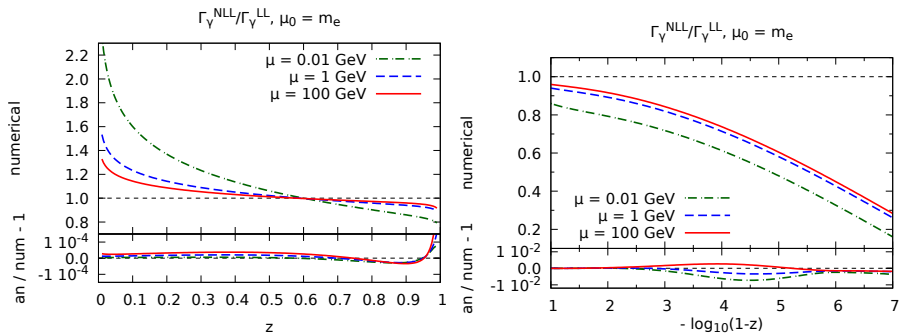 Γγ^NLL/Γγ^LL, μ0 = me
numerical
2.2
2.0
1.8
1.6
1.4
1.2
1.0
0.8
μ = 0.01 GeV
μ = 1 GeV
μ = 100 GeV
an / num - 1
1 10^-4
0.0
-1 10^-4
0 0.1 0.2 0.3 0.4 0.5 0.6 0.7 0.8 0.9 1
z
Γγ^NLL/Γγ^LL, μ0 = me
numerical
1.0
0.8
0.6
0.4
0.2
μ = 0.01 GeV
μ = 1 GeV
μ = 100 GeV
an / num - 1
1 10^-2
0.0
-1 10^-2
1 2 3 4 5 6 7
- log10(1-z)